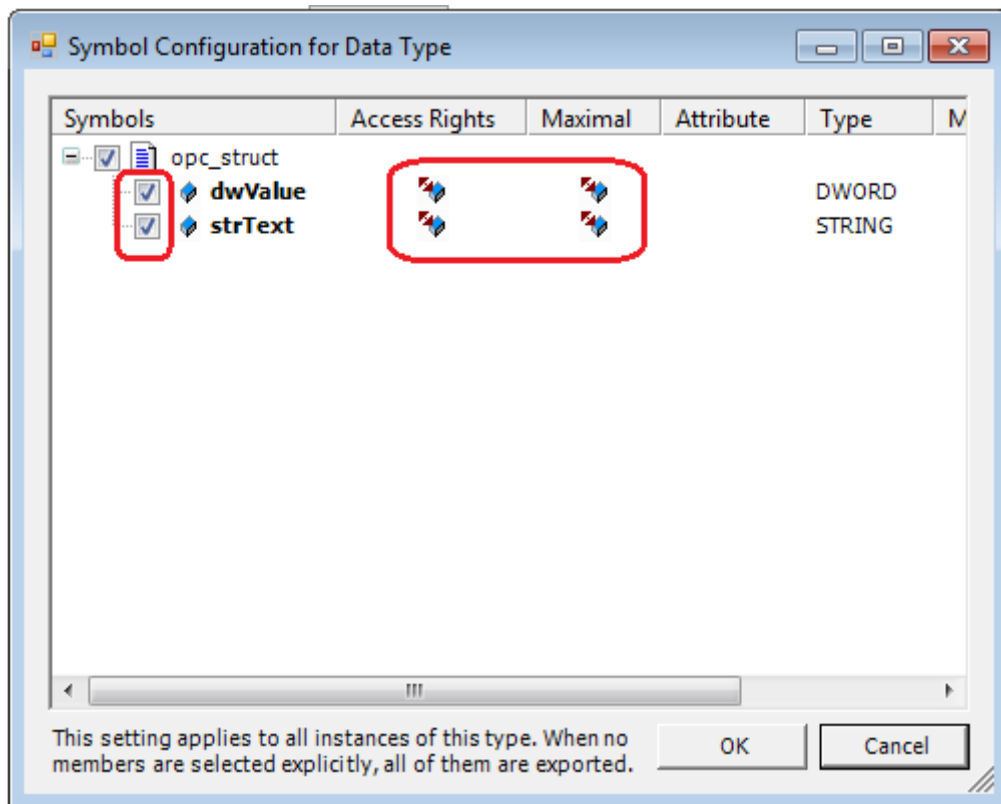 Symbol Configuration for Data Type
Symbols Access Rights Maximal Attribute Type M
opc_struct
dwValue DWORD
strText STRING
This setting applies to all instances of this type. When no
members are selected explicitly, all of them are exported.
OK Cancel